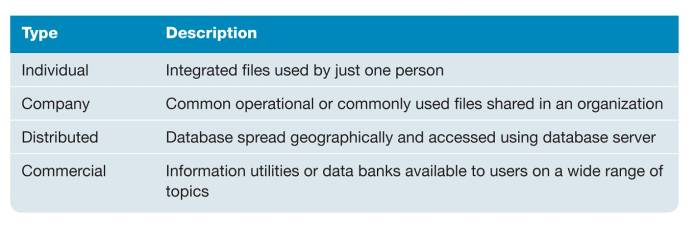 Type Description
Individual Integrated files used by just one person
Company Common operational or commonly used files shared in an organization
Distributed Database spread geographically and accessed using database server
Commercial Information utilities or data banks available to users on a wide range of
topics